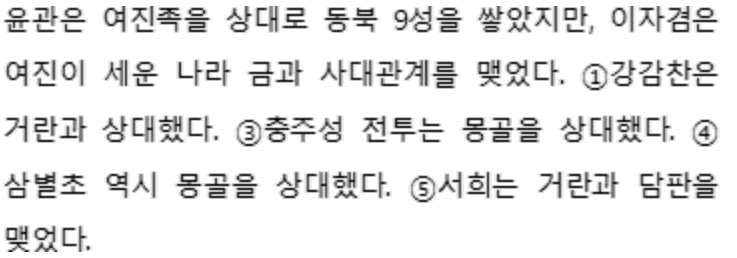 윤관은 여진족을 상대로 동북 9성을 쌓았지만, 이자겸은
여진이 세운 나라 금과 사대관계를 맺었다. ①강감찬은
거란과 상대했다. ③충주성 전투는 몽골을 상대했다. ④
삼별초 역시 몽골을 상대했다. ⑤서희는 거란과 담판을
맺었다.